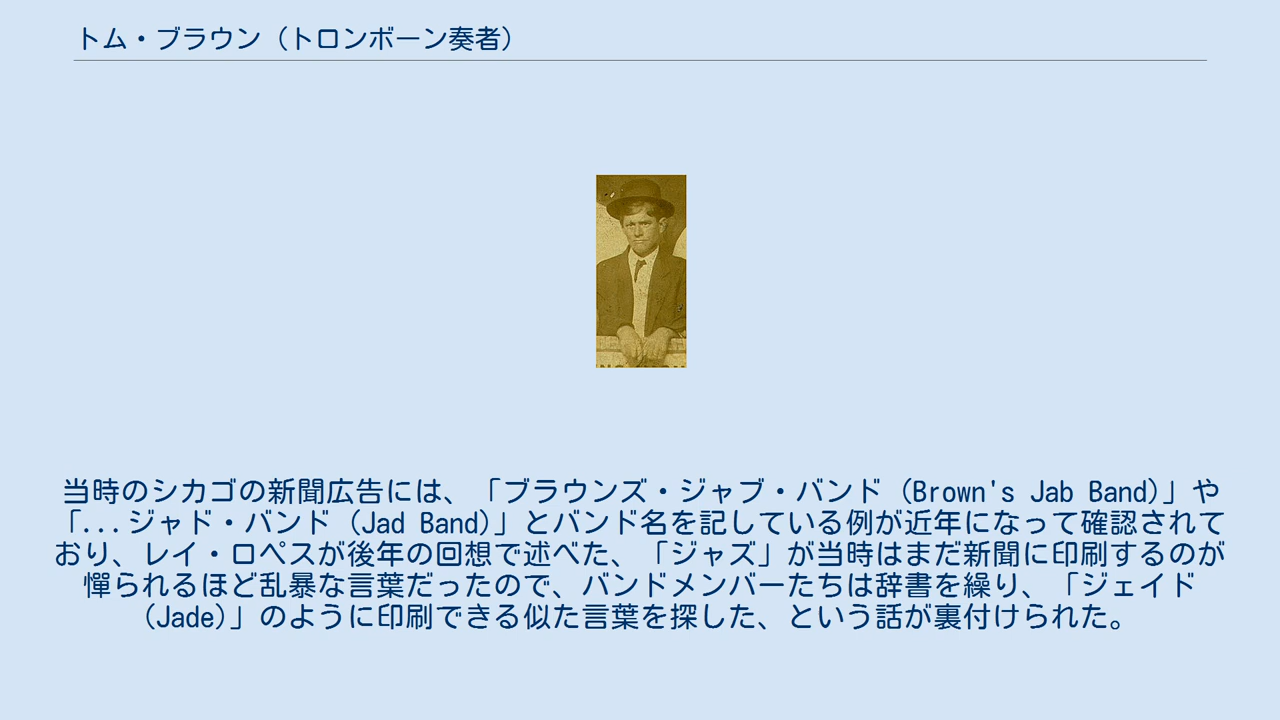 トム・ブラウン（トロンボーン奏者）
当時のシカゴの新聞広告には、「ブラウンズ・ジャブ・バンド（Brown's Jab Band)」や
「...ジャド・バンド（Jad Band)」とバンド名を記している例が近年になって確認されて
おり、レイ・ロペスが後年の回想で述べた、「ジャズ」が当時はまだ新聞に印刷するのが
憚られるほど乱暴な言葉だったので、バンドメンバーたちは辞書を繰り、「ジェイド
（Jade)」のように印刷できる似た言葉を探した、という話が裏付けられた。